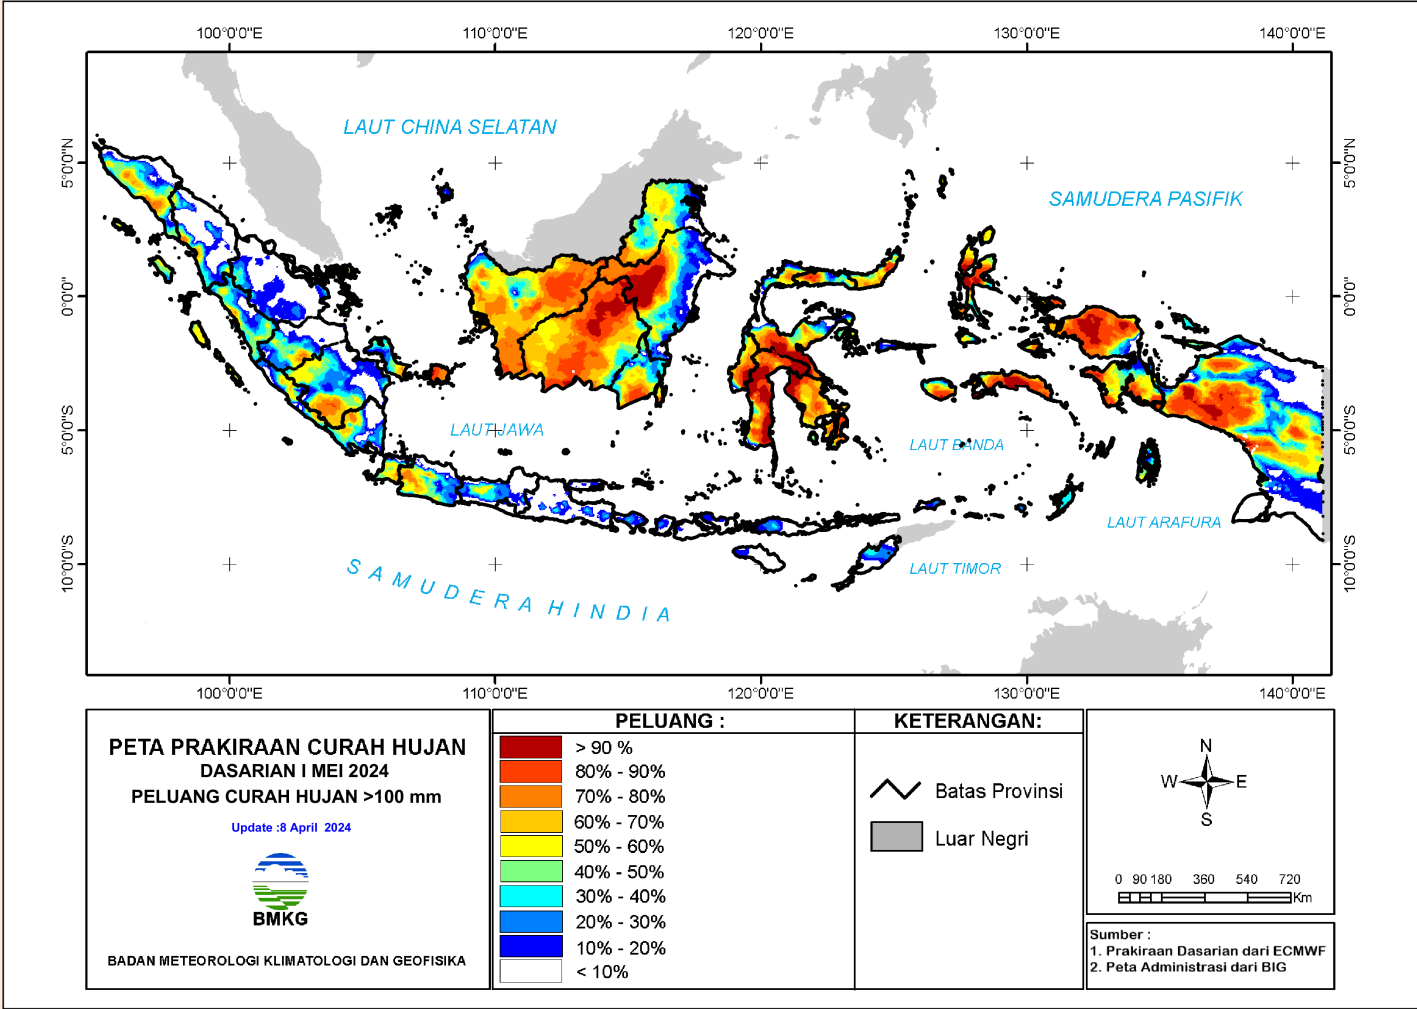 100°0'0"E 110°0'0"E 120°0'0"E 130°0'0"E 140°0'0"E
5°0'0"N
0°0'0"
5°0'0"S
10°0'0"S
LAUT CHINA SELATAN
SAMUDERA PASIFIK
LAUT JAWA
LAUT BANDA
LAUT ARAFURA
LAUT TIMOR
SAMUDERA HINDIA
5°0'0"N
0°0'0"
5°0'0"S
10°0'0"S
100°0'0"E 110°0'0"E 120°0'0"E 130°0'0"E 140°0'0"E
PETA PRAKIRAAN CURAH HUJAN
DASARIAN I MEI 2024
PELUANG CURAH HUJAN >100 mm
Update :8 April 2024
BMKG
BADAN METEOROLOGI KLIMATOLOGI DAN GEOFISIKA
PELUANG :
> 90 %
80% - 90%
70% - 80%
60% - 70%
50% - 60%
40% - 50%
30% - 40%
20% - 30%
10% - 20%
< 10%
KETERANGAN:
Batas Provinsi
Luar Negri
N
W E
S
0 90 180 360 540 720
Km
Sumber :
1. Prakiraan Dasarian dari ECMWF
2. Peta Administrasi dari BIG